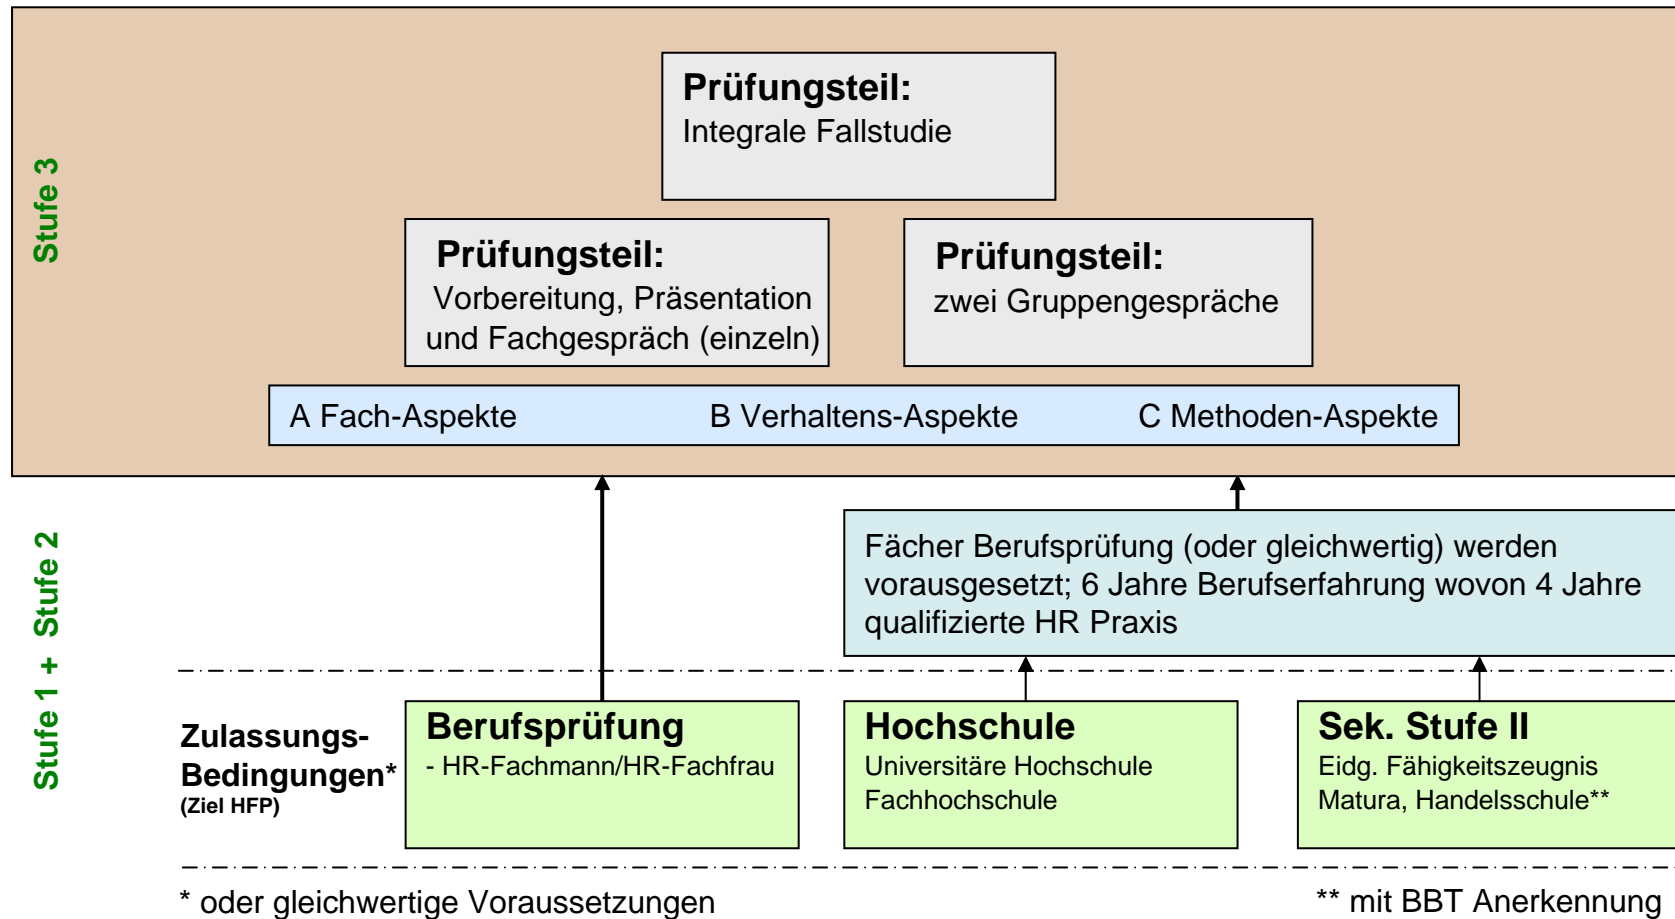 Stufe 3
Prüfungsteil:
Integrale Fallstudie
Prüfungsteil:
Vorbereitung, Präsentation
und Fachgespräch (einzeln)
Prüfungsteil:
zwei Gruppengespräche
A Fach-Aspekte
B Verhaltens-Aspekte
C Methoden-Aspekte
Stufe 1 + Stufe 2
Fächer Berufsprüfung (oder gleichwertig) werden
vorausgesetzt; 6 Jahre Berufserfahrung wovon 4 Jahre
qualifizierte HR Praxis
Zulassungs-
Bedingungen*
(Ziel HFP)
Berufsprüfung
- HR-Fachmann/HR-Fachfrau
Hochschule
Universitäre Hochschule
Fachhochschule
Sek. Stufe II
Eidg. Fähigkeitszeugnis
Matura, Handelsschule**
* oder gleichwertige Voraussetzungen
** mit BBT Anerkennung